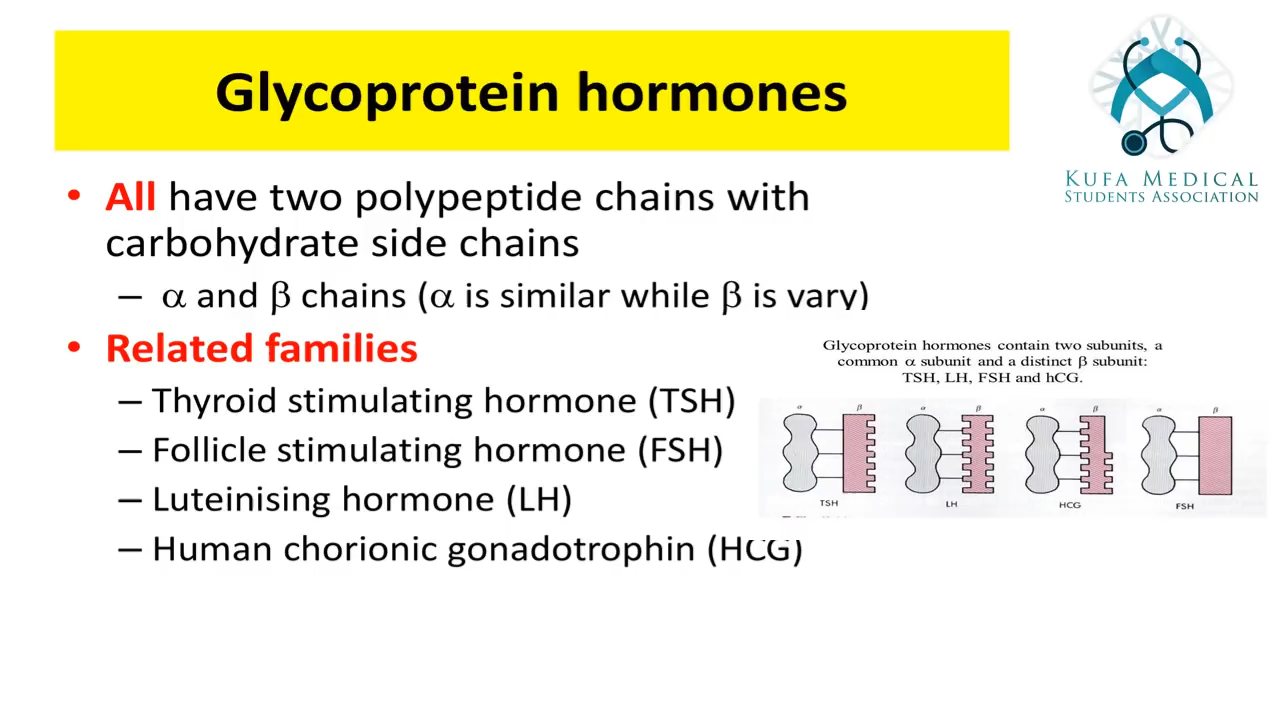 Glycoprotein hormones
KUFA MEDICAL
STUDENTS ASSOCIATION
• All have two polypeptide chains with
carbohydrate side chains
– α and β chains (α is similar while β is vary)
• Related families
– Thyroid stimulating hormone (TSH)
– Follicle stimulating hormone (FSH)
– Luteinising hormone (LH)
– Human chorionic gonadotrophin (HCG)
Glycoprotein hormones contain two subunits, a
common α subunit and a distinct β subunit:
TSH, LH, FSH and hCG.
α β α β α β α β
TSH LH HCG FSH